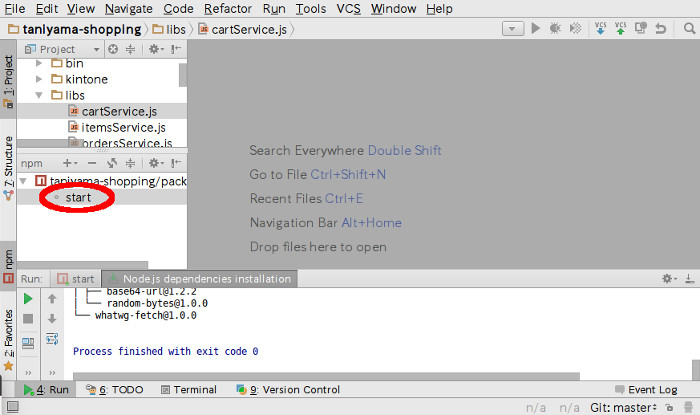 File Edit View Navigate Code Refactor Run Tools VCS Window Help
taniyama-shopping libs cartService.js
VCS VCS
1: Project
Project
bin
kintone
libs
cartService.js
itemsService.js
ordersService.js
7: Structure
npm
taniyama-shopping/pack
start
Search Everywhere Double Shift
Go to File Ctrl+Shift+N
Recent Files Ctrl+E
Navigation Bar Alt+Home
Drop files here to open
npm
Run: start Node.js dependencies installation
base64-url@1.2.2
random-bytes@1.0.0
whatwg-fetch@1.0.0
Process finished with exit code 0
2: Favorites
4: Run 6: TODO Terminal 9: Version Control Event Log
n/a n/a Git: master